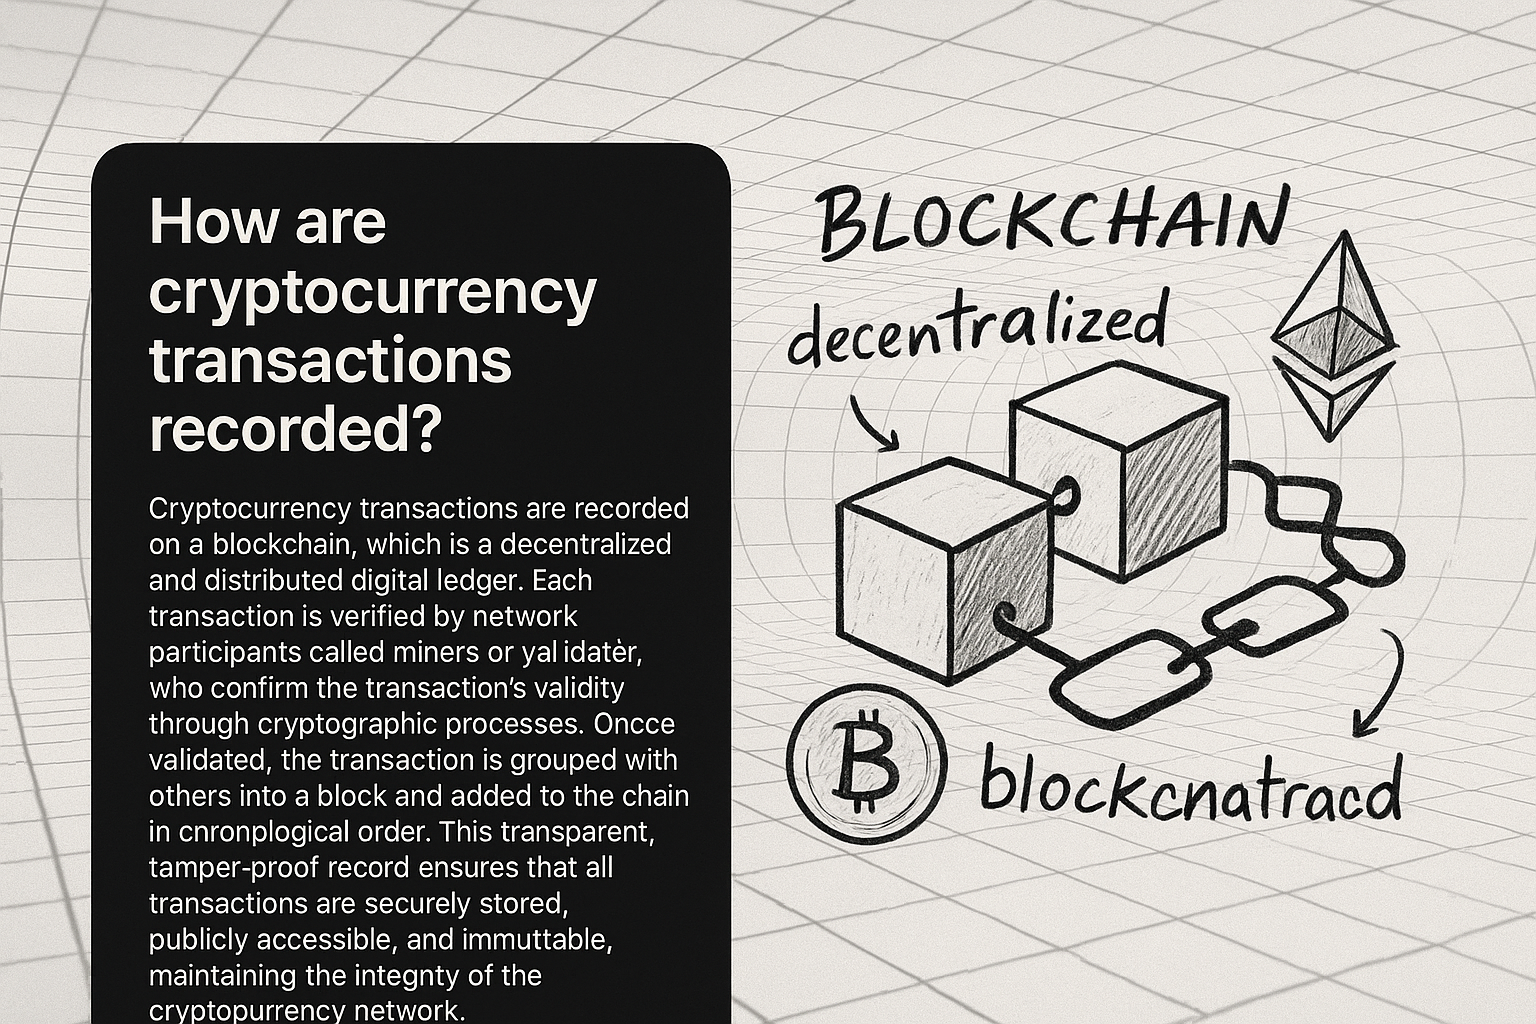 How are
cryptocurrency
transactions
recorded?
Cryptocurrency transactions are recorded
on a blockchain, which is a decentralized
and distributed digital ledger. Each
transaction is verified by network
participants called miners or yalidatèr,
who confirm the transaction's validity
through cryptographic processes. Oncce
validated, the transaction is grouped with
others into a block and added to the chain
in cnronplogical order. This transparent,
tamper-proof record ensures that all
transactions are securely stored,
publicly accessible, and immuttable,
maintaining the integnty of the
cryptopurrency network.
BLOCKCHAIN
decentralized
blockcnatracd